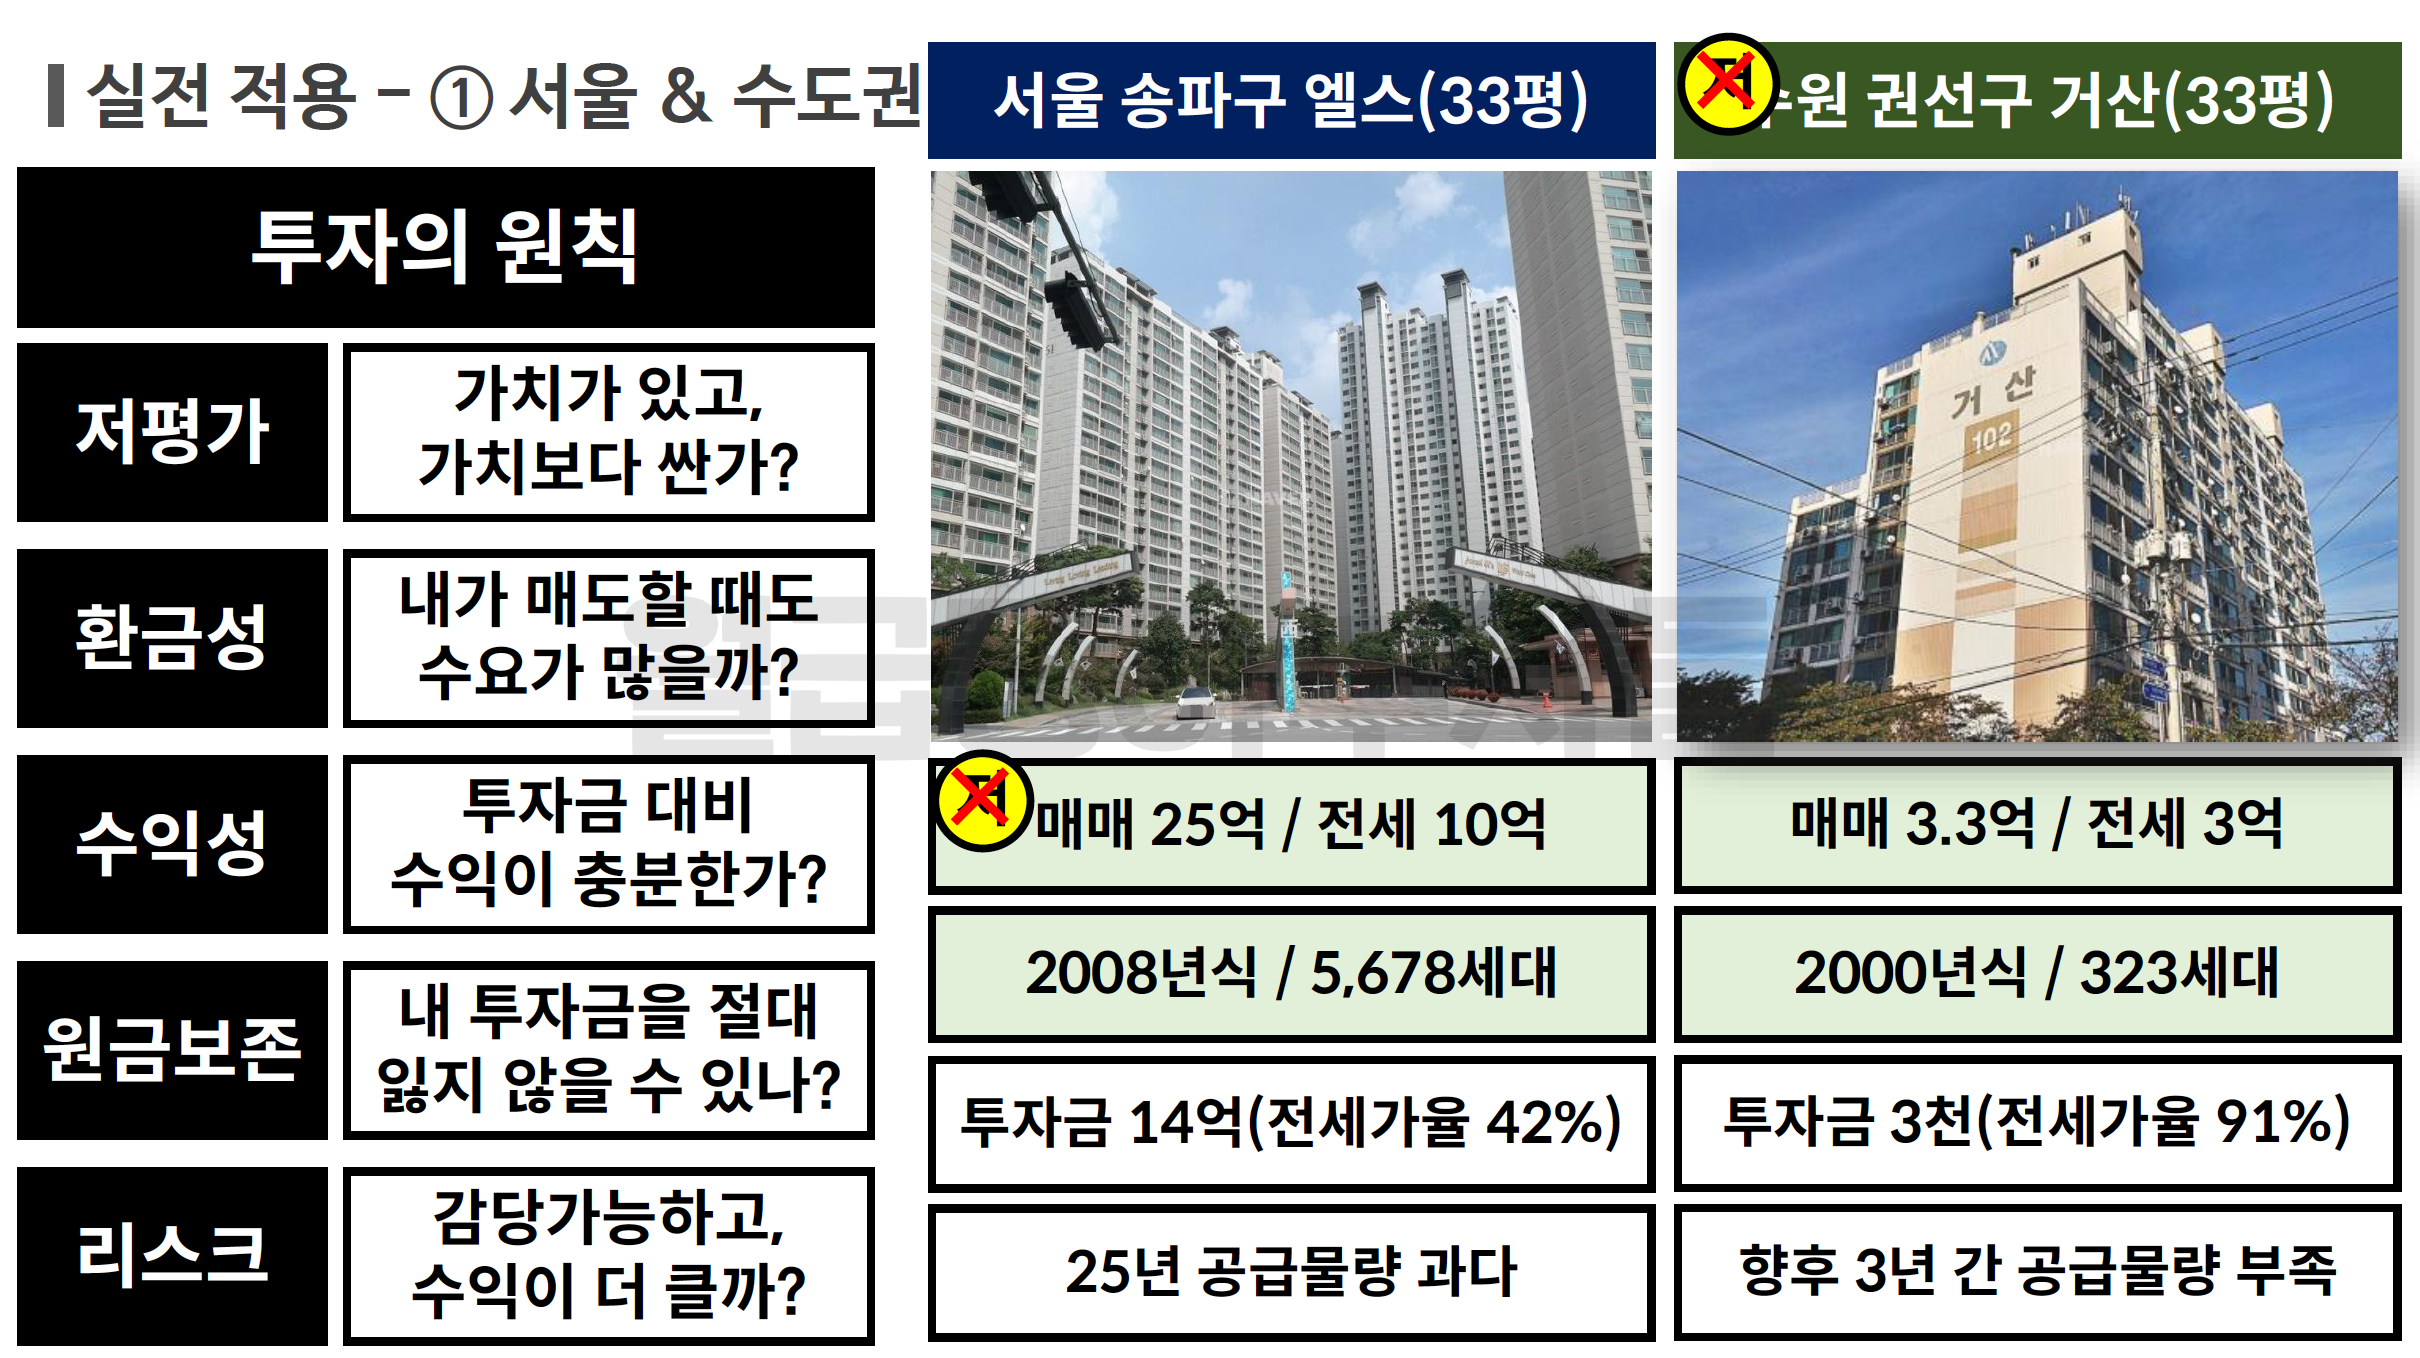 실전 적용 - ① 서울 & 수도권
투자의 원칙
저평가
가치가 있고,
가치보다 싼가?
환금성
내가 매도할 때도
수요가 많을까?
수익성
투자금 대비
수익이 충분한가?
원금보존
내 투자금을 절대
잃지 않을 수 있나?
리스크
감당가능하고,
수익이 더 클까?
서울 송파구 엘스(33평)
저
매매 25억 / 전세 10억
2008년식 / 5,678세대
투자금 14억(전세가율 42%)
25년 공급물량 과다
저
수원 권선구 거산(33평)
거 산
102
매매 3.3억 / 전세 3억
2000년식 / 323세대
투자금 3천(전세가율 91%)
향후 3년 간 공급물량 부족